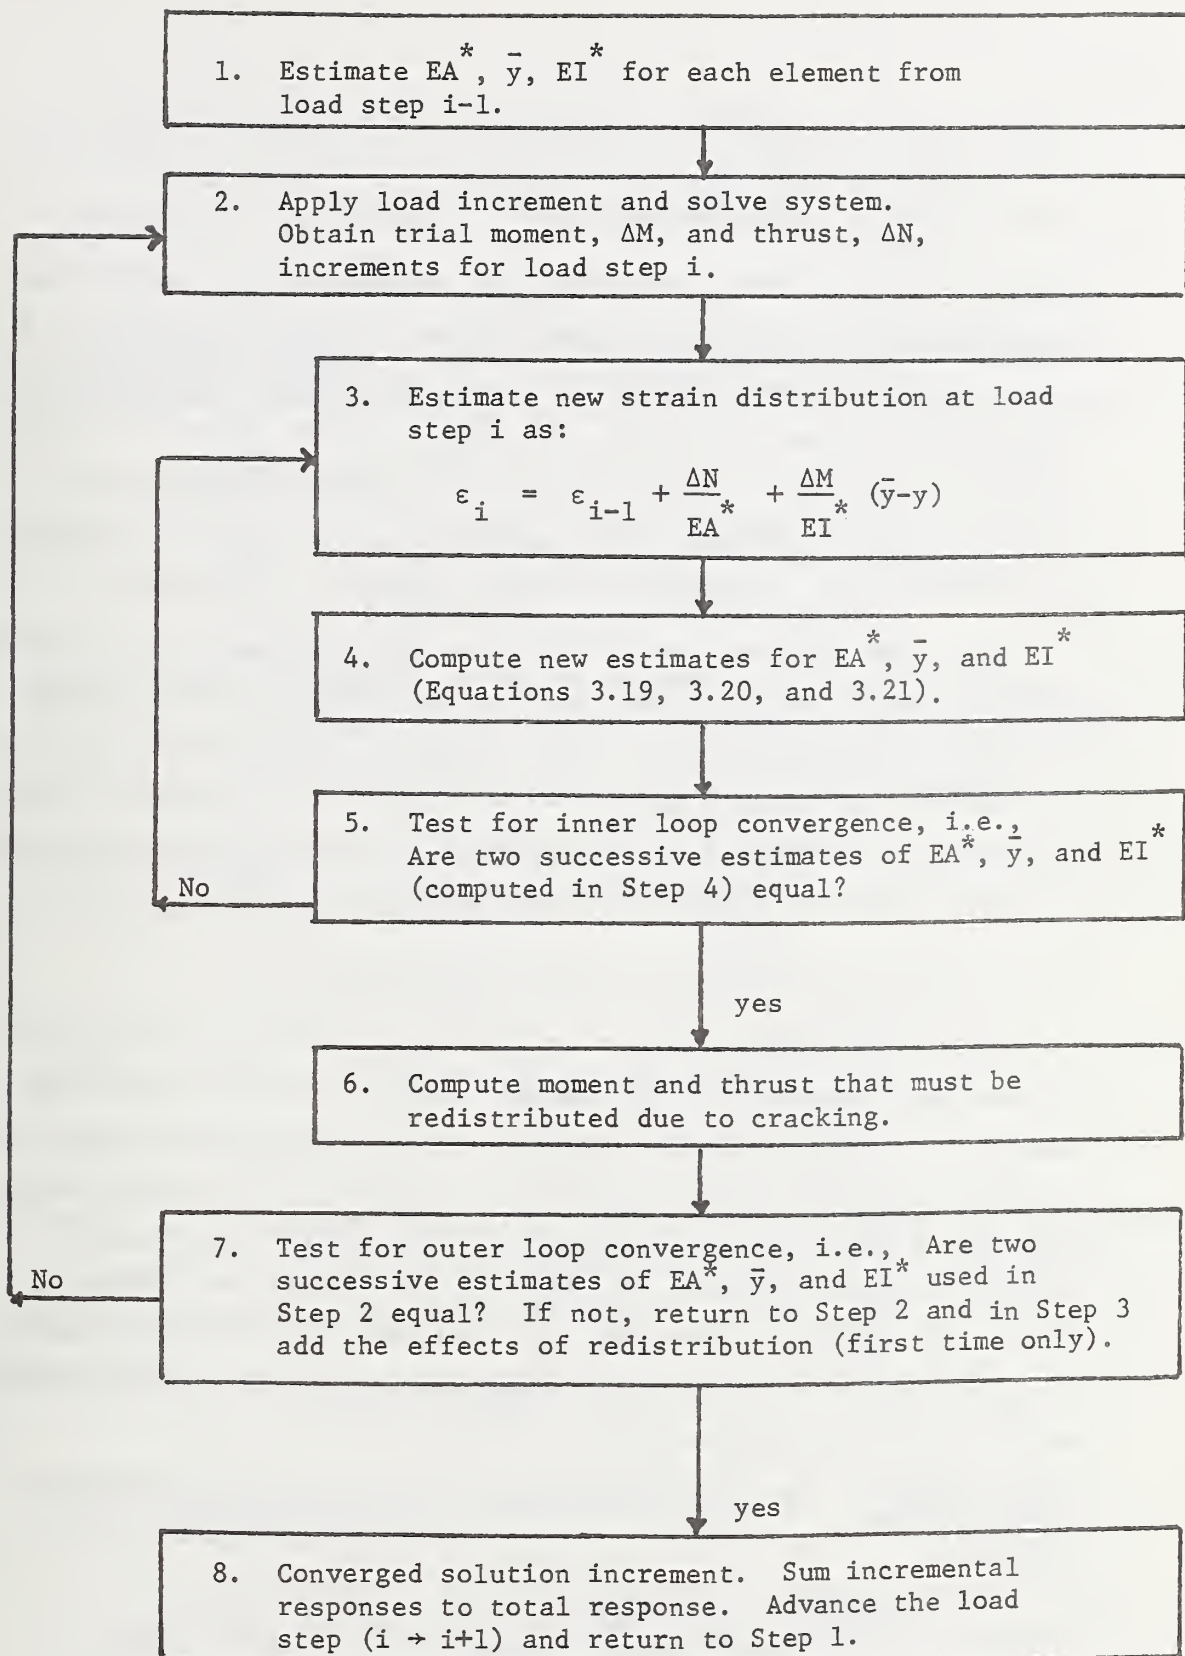 1. Estimate EA*, ȳ, EI* for each element from
load step i-1.
2. Apply load increment and solve system.
Obtain trial moment, ΔM, and thrust, ΔN,
increments for load step i.
3. Estimate new strain distribution at load
step i as:
ε_i = ε_{i-1} + ΔN/EA* + ΔM/EI* (ȳ-y)
4. Compute new estimates for EA*, ȳ, and EI*
(Equations 3.19, 3.20, and 3.21).
5. Test for inner loop convergence, i.e.,
Are two successive estimates of EA*, ȳ, and EI*
(computed in Step 4) equal?
No
yes
6. Compute moment and thrust that must be
redistributed due to cracking.
7. Test for outer loop convergence, i.e., Are two
successive estimates of EA*, ȳ, and EI* used in
Step 2 equal? If not, return to Step 2 and in Step 3
add the effects of redistribution (first time only).
No
yes
8. Converged solution increment. Sum incremental
responses to total response. Advance the load
step (i → i+1) and return to Step 1.